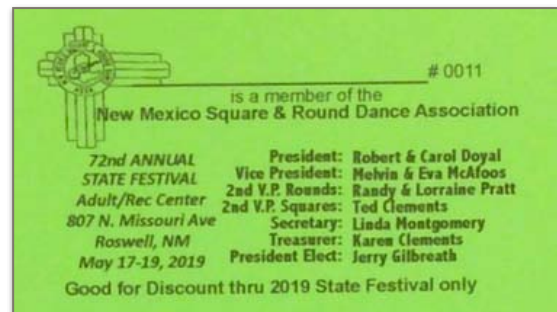 # 0011
is a member of the
New Mexico Square & Round Dance Association
72nd ANNUAL
STATE FESTIVAL
Adult/Rec Center
807 N. Missouri Ave
Roswell, NM
May 17-19, 2019
President: Robert & Carol Doyal
Vice President: Melvin & Eva McAfoos
2nd V.P. Rounds: Randy & Lorraine Pratt
2nd V.P. Squares: Ted Clements
Secretary: Linda Montgomery
Treasurer: Karen Clements
President Elect: Jerry Gilbreath
Good for Discount thru 2019 State Festival only